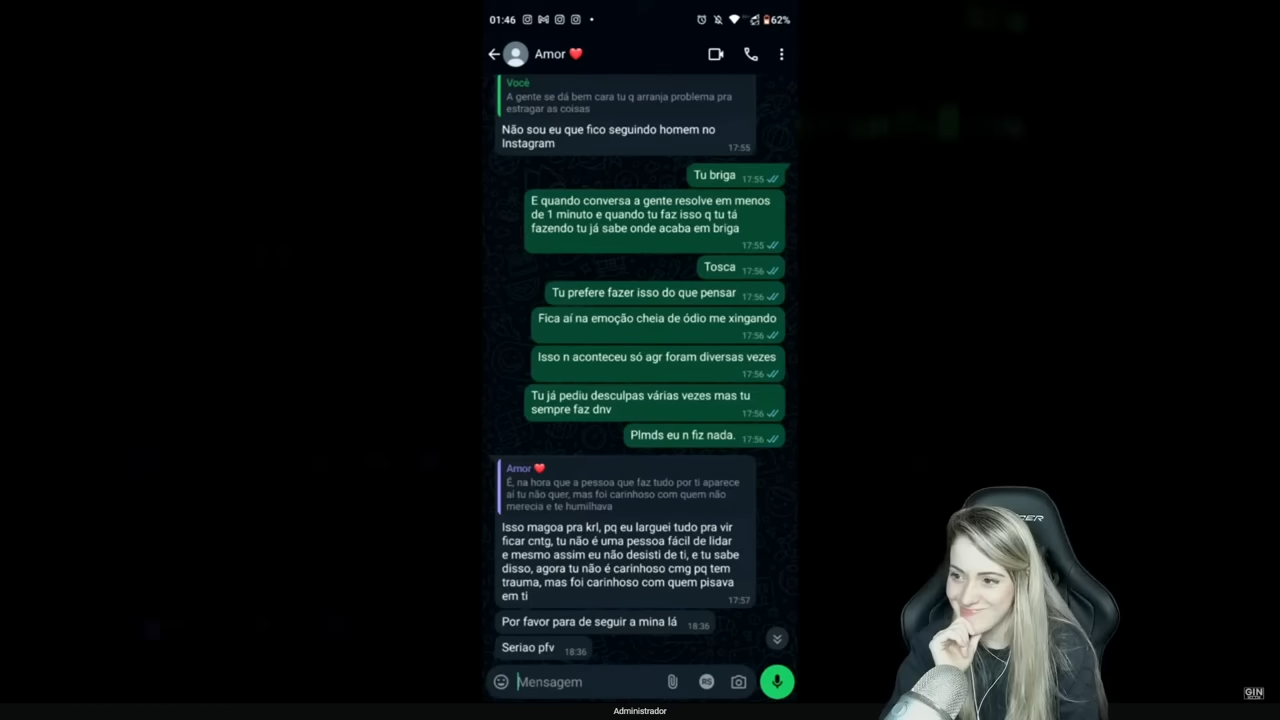 01:46
62%
Amor ❤️
Você
A gente se dá bem cara tu q arranja problema pra
estragar as coisas
Não sou eu que fico seguindo homem no
Instagram
17:55
Tu briga
17:55
E quando conversa a gente resolve em menos
de 1 minuto e quando tu faz isso q tu tá
fazendo tu já sabe onde acaba em briga
17:55
Tosca
17:56
Tu prefere fazer isso do que pensar
17:56
Fica aí na emoção cheia de ódio me xingando
17:56
Isso n aconteceu só agr foram diversas vezes
17:56
Tu já pediu desculpas várias vezes mas tu
sempre faz dnv
17:56
Plmds eu n fiz nada.
17:56
Amor ❤️
É, na hora que a pessoa que faz tudo por ti aparece
aí tu não quer, mas foi carinhoso com quem não
merecia e te humilhava
Isso magoa pra krl, pq eu larguei tudo pra vir
ficar cntg, tu não é uma pessoa fácil de lidar
e mesmo assim eu não desisti de ti, e tu sabe
disso, agora tu não é carinhoso cmg pq tem
trauma, mas foi carinhoso com quem pisava
em ti
17:57
Por favor para de seguir a mina lá
18:36
Seriao pfv
18:36
Mensagem
RS
GIN
Administrador